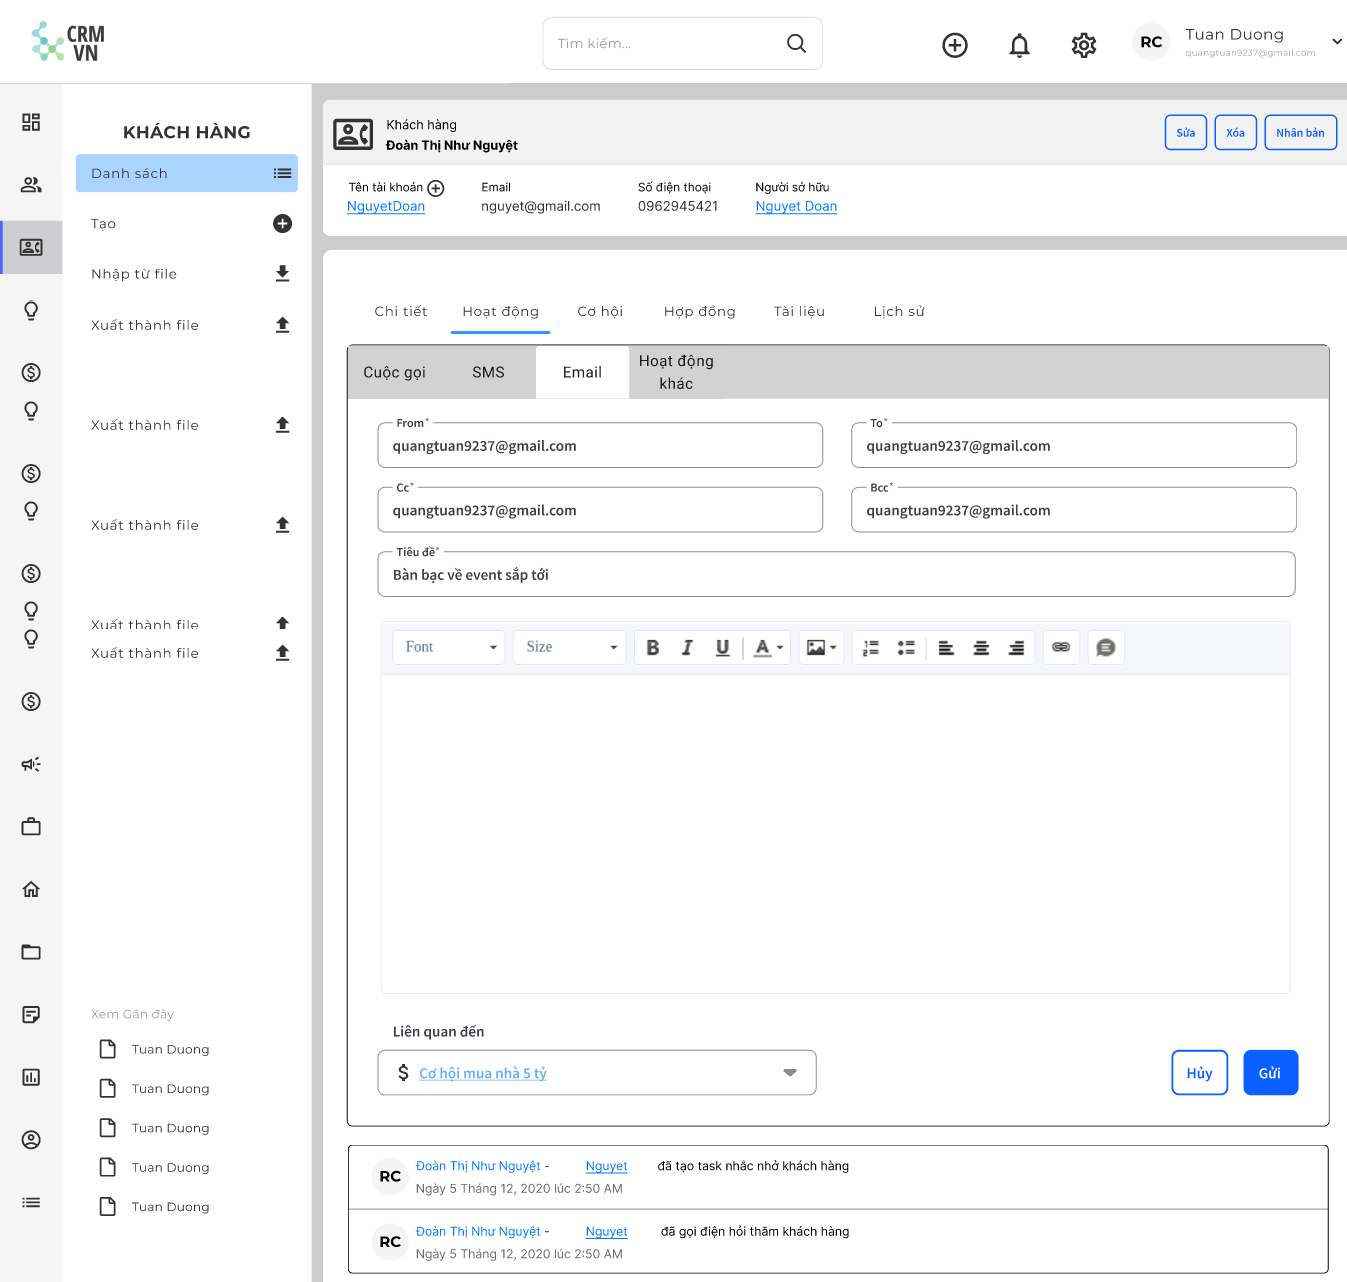 CRM
VN
Tìm kiếm...
RC
Tuan Duong
quangtuan9237@gmail.com
KHÁCH HÀNG
Danh sách
Tạo
Nhập từ file
Xuất thành file
Xuất thành file
Xuất thành file
Xuất thành file
Xuất thành file
Xem Gần đây
Tuan Duong
Tuan Duong
Tuan Duong
Tuan Duong
Tuan Duong
Khách hàng
Đoàn Thị Như Nguyệt
Sửa
Xóa
Nhân bản
Tên tài khoản
NguyetDoan
Email
nguyet@gmail.com
Số điện thoại
0962945421
Người sở hữu
Nguyet Doan
Chi tiết
Hoạt động
Cơ hội
Hợp đồng
Tài liệu
Lịch sử
Cuộc gọi
SMS
Email
Hoạt động
khác
From*
quangtuan9237@gmail.com
To*
quangtuan9237@gmail.com
Cc*
quangtuan9237@gmail.com
Bcc*
quangtuan9237@gmail.com
Tiêu đề*
Bàn bạc về event sắp tới
Font
Size
B I U A
Liên quan đến
$ Cơ hội mua nhà 5 tỷ
Hủy
Gửi
RC
Đoàn Thị Như Nguyệt - Nguyet đã tạo task nhắc nhở khách hàng
Ngày 5 Tháng 12, 2020 lúc 2:50 AM
RC
Đoàn Thị Như Nguyệt - Nguyet đã gọi điện hỏi thăm khách hàng
Ngày 5 Tháng 12, 2020 lúc 2:50 AM